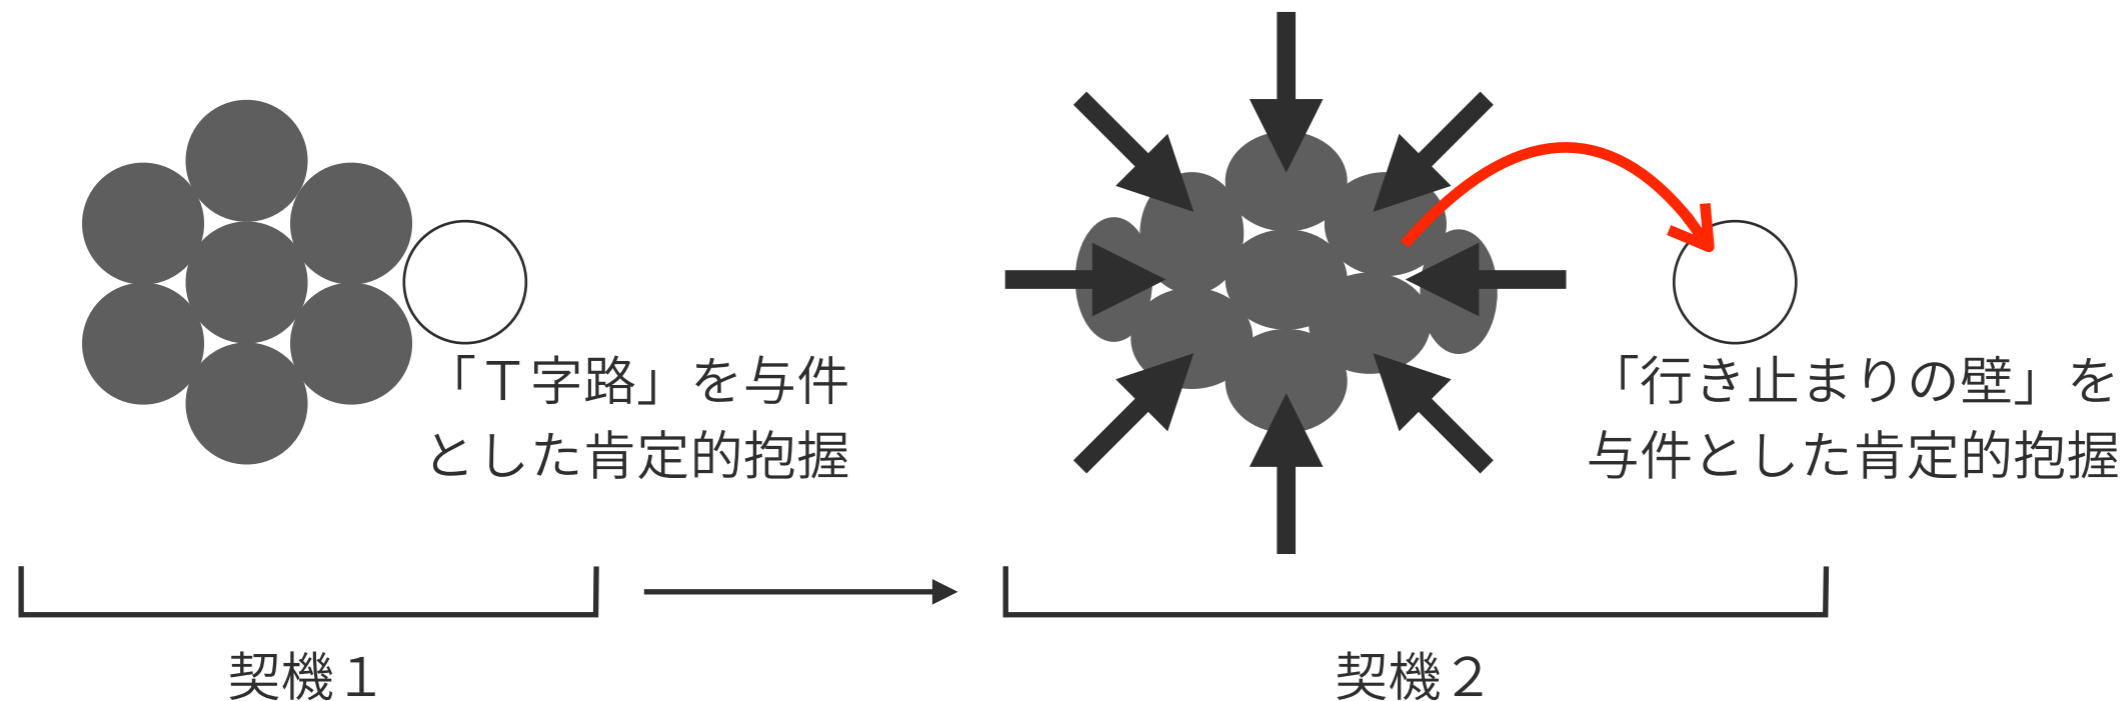 「Ｔ字路」を与件
とした肯定的抱握
「行き止まりの壁」を
与件とした肯定的抱握
契機１
契機２